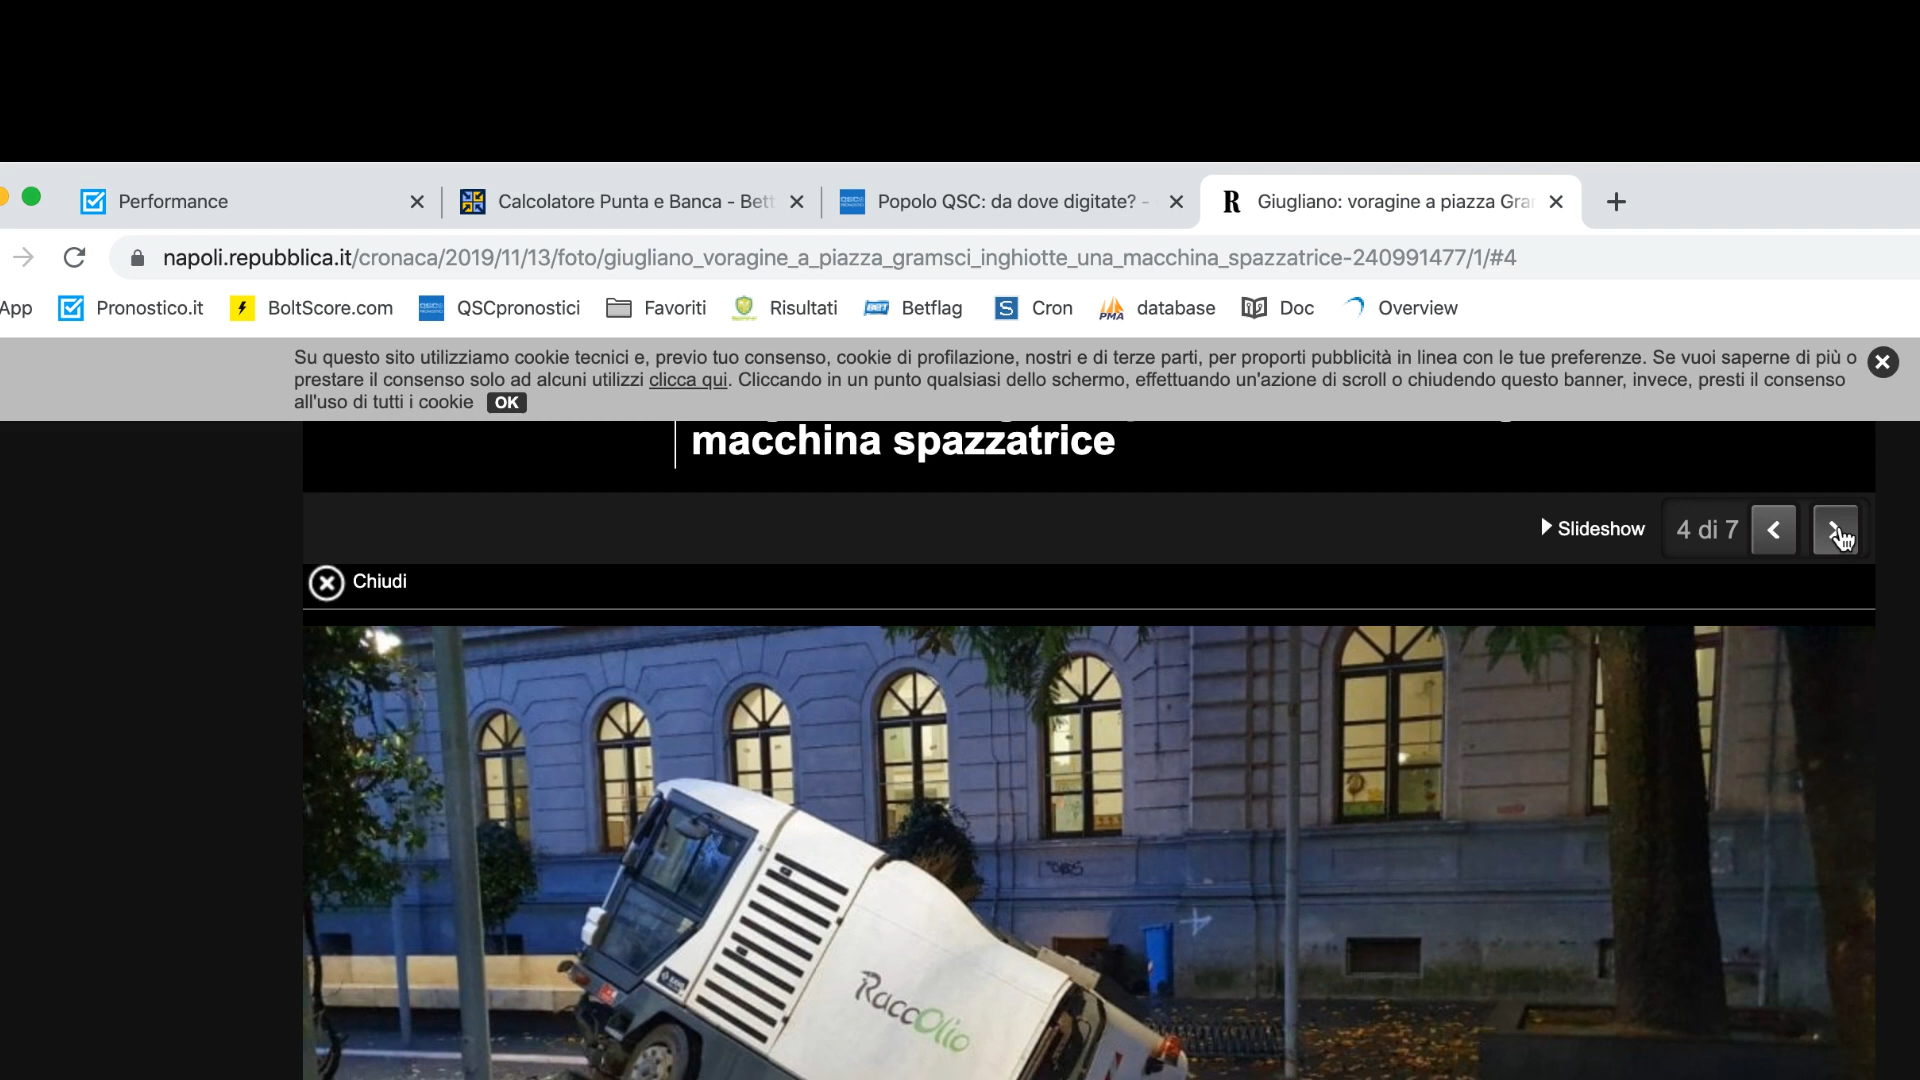 Performance
Calcolatore Punta e Banca - Bett
Popolo QSC: da dove digitate? -
R Giugliano: voragine a piazza Gra
napoli.repubblica.it/cronaca/2019/11/13/foto/giugliano_voragine_a_piazza_gramsci_inghiotte_una_macchina_spazzatrice-240991477/1/#4
App Pronostico.it BoltScore.com QSCpronostici Favoriti Risultati BET Betflag S Cron PMA database Doc Overview
Su questo sito utilizziamo cookie tecnici e, previo tuo consenso, cookie di profilazione, nostri e di terze parti, per proporti pubblicità in linea con le tue preferenze. Se vuoi saperne di più o
prestare il consenso solo ad alcuni utilizzi clicca qui. Cliccando in un punto qualsiasi dello schermo, effettuando un'azione di scroll o chiudendo questo banner, invece, presti il consenso
all'uso di tutti i cookie OK
macchina spazzatrice
Slideshow 4 di 7
Chiudi
RaccOlio